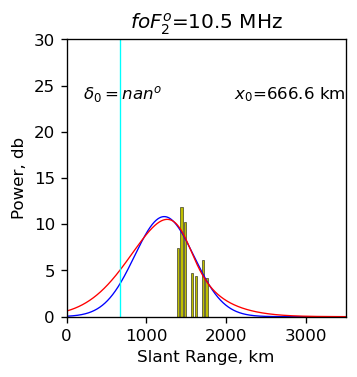 foF₂ᵒ=10.5 MHz
30
δ₀ = nanᵒ x₀=666.6 km
25
20
15
10
5
0
Power, db
0 1000 2000 3000
Slant Range, km